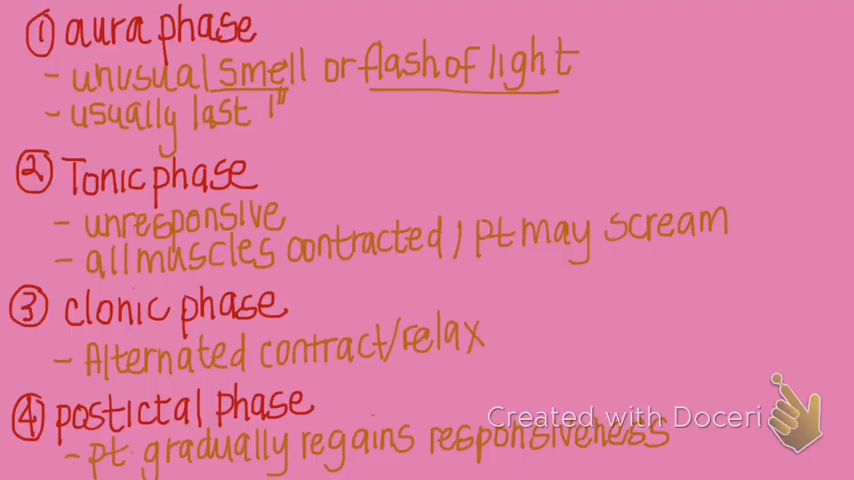 ① aura phase
- unusual smell or flash of light
- usually last 1"
② Tonic phase
- unresponsive
- all muscles contracted, pt may scream
③ clonic phase
- Alternated contract/relax
④ postictal phase
Created with Doceri
- pt gradually regains responsiveness